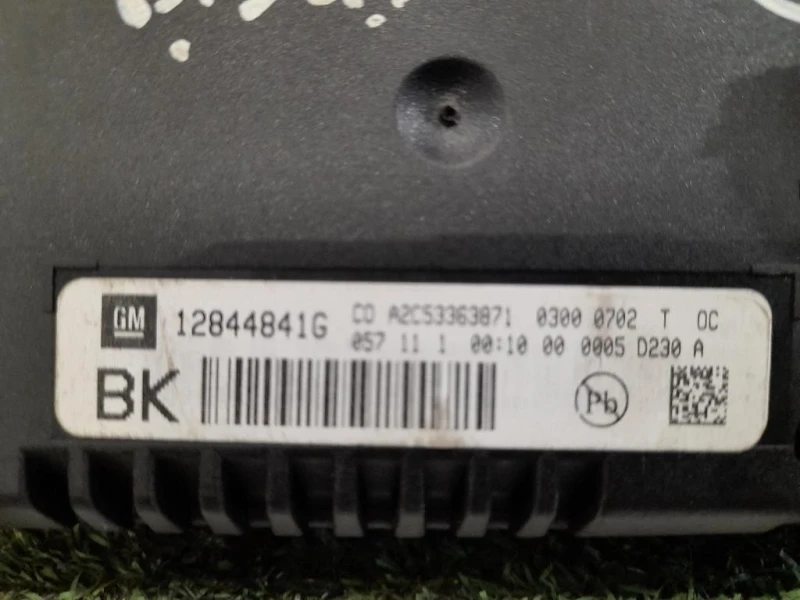 GM 12844841G CO A2C53363871 0300 0702 T OC
057 11 1 00:10 00 0005 D230 A
BK Pb